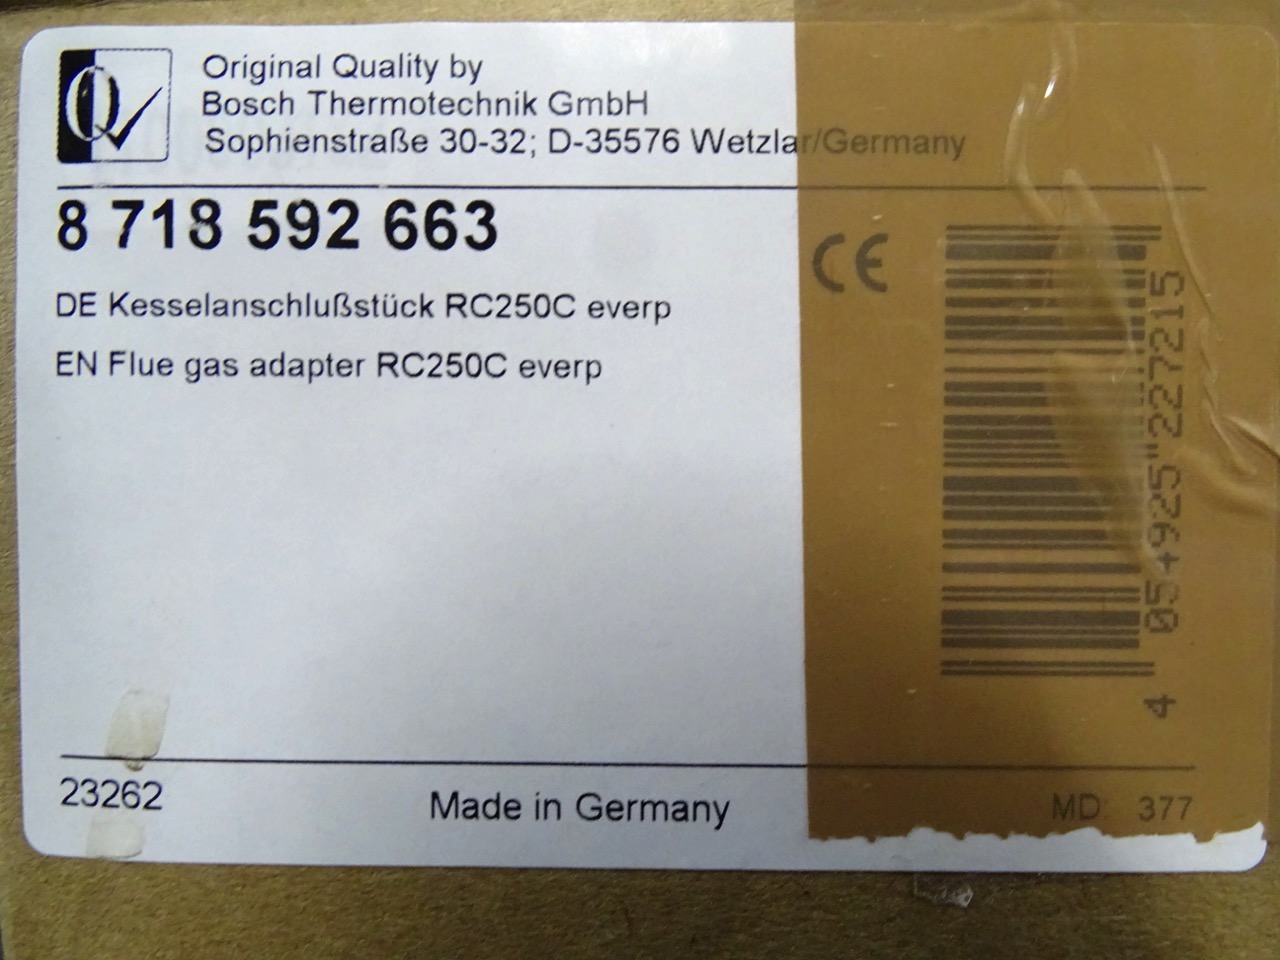 Original Quality by
Bosch Thermotechnik GmbH
Sophienstraße 30-32; D-35576 Wetzlar/Germany
8 718 592 663
DE Kesselanschlußstück RC250C everp
EN Flue gas adapter RC250C everp
CE
4 054925 227215
23262
Made in Germany
MD: 377